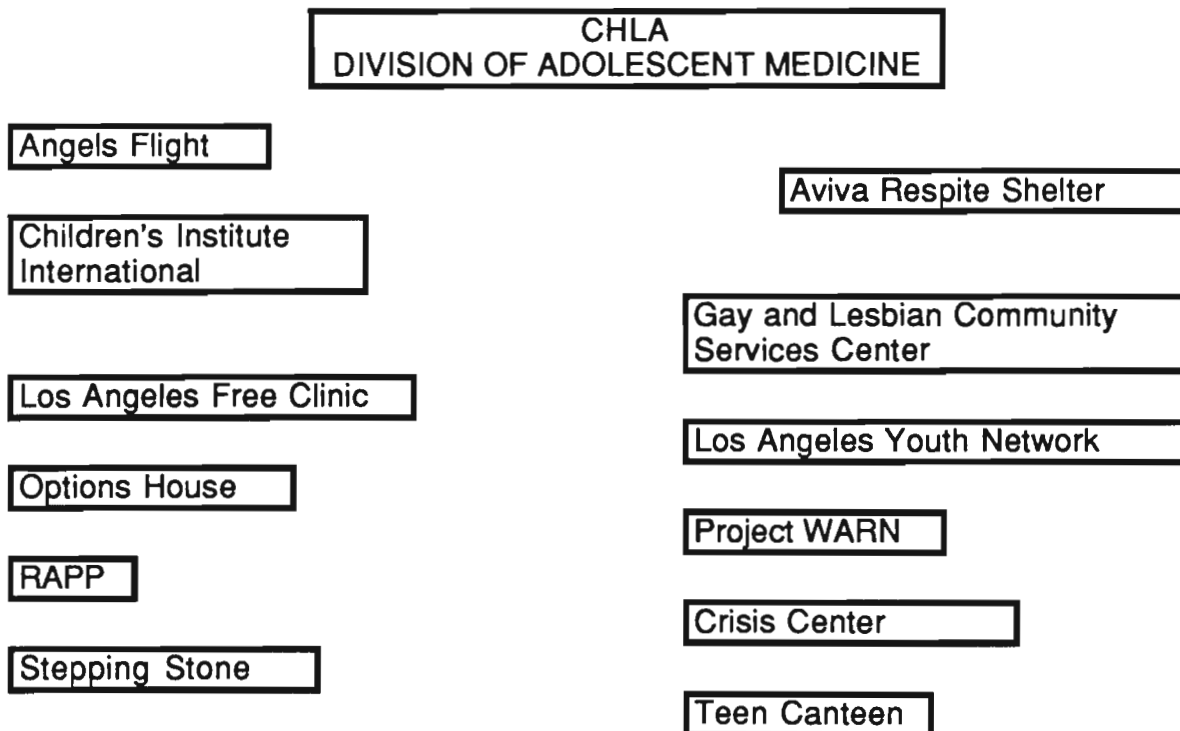 CHLA
DIVISION OF ADOLESCENT MEDICINE
Angels Flight
Children's Institute
International
Los Angeles Free Clinic
Options House
RAPP
Stepping Stone
Aviva Respite Shelter
Gay and Lesbian Community
Services Center
Los Angeles Youth Network
Project WARN
Crisis Center
Teen Canteen